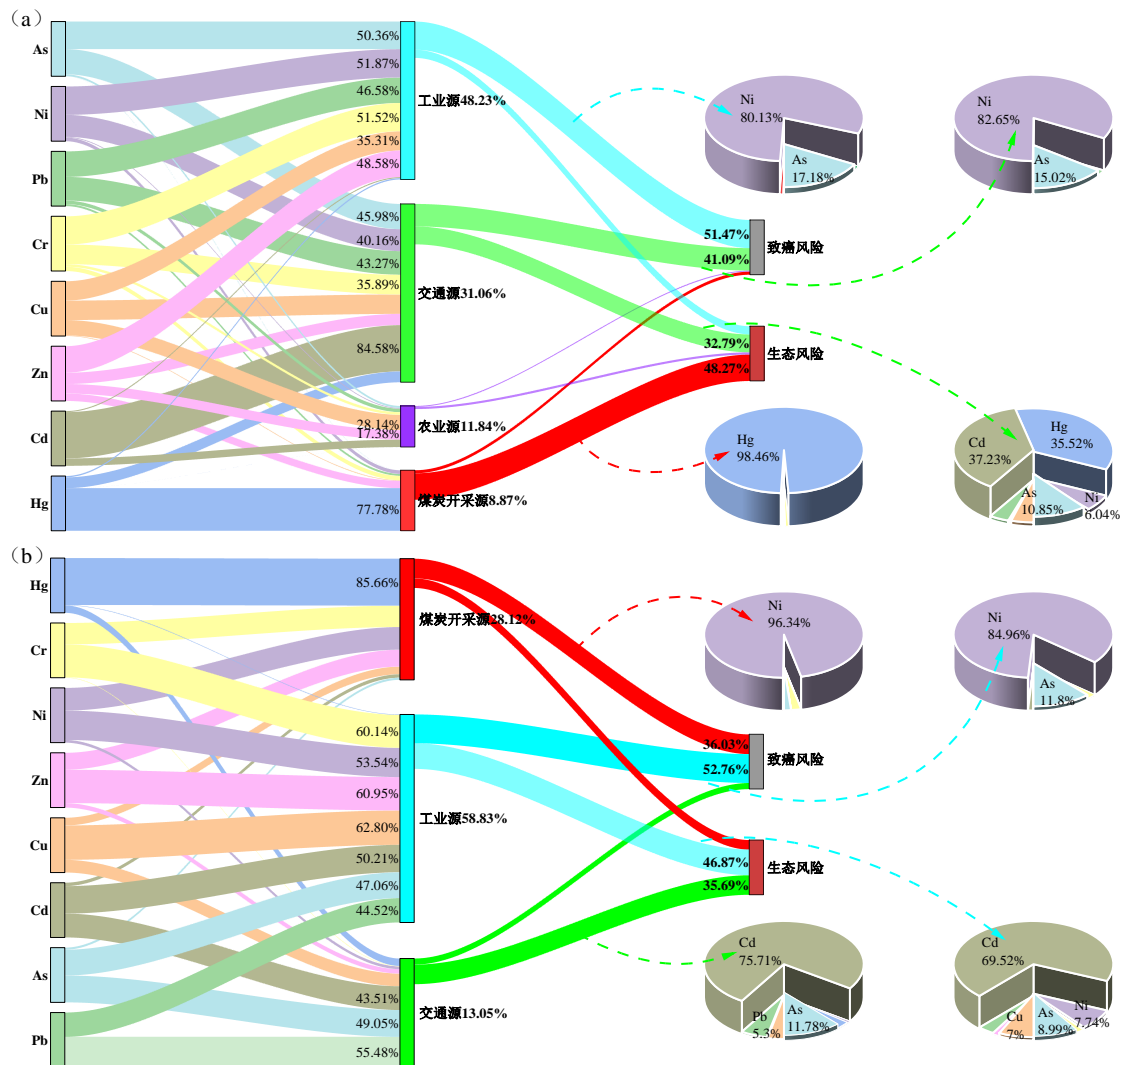 （a）
As
Ni
Pb
Cr
Cu
Zn
Cd
Hg
50.36%
51.87%
46.58%
51.52%
35.31%
48.58%
45.98%
40.16%
43.27%
35.89%
84.58%
28.14%
17.38%
77.78%
工业源48.23%
交通源31.06%
农业源11.84%
煤炭开采源8.87%
51.47%
41.09%
致癌风险
32.79%
48.27%
生态风险
Ni
80.13%
As
17.18%
Ni
82.65%
As
15.02%
Hg
98.46%
Cd
37.23%
Hg
35.52%
As
10.85%
Ni
6.04%
（b）
Hg
Cr
Ni
Zn
Cu
Cd
As
Pb
85.66%
60.14%
53.54%
60.95%
62.80%
50.21%
47.06%
44.52%
43.51%
49.05%
55.48%
煤炭开采源28.12%
工业源58.83%
交通源13.05%
36.03%
52.76%
致癌风险
46.87%
35.69%
生态风险
Ni
96.34%
Ni
84.96%
As
11.8%
Cd
75.71%
Pb
5.3%
As
11.78%
Cd
69.52%
Cu
7%
As
8.99%
Ni
7.74%